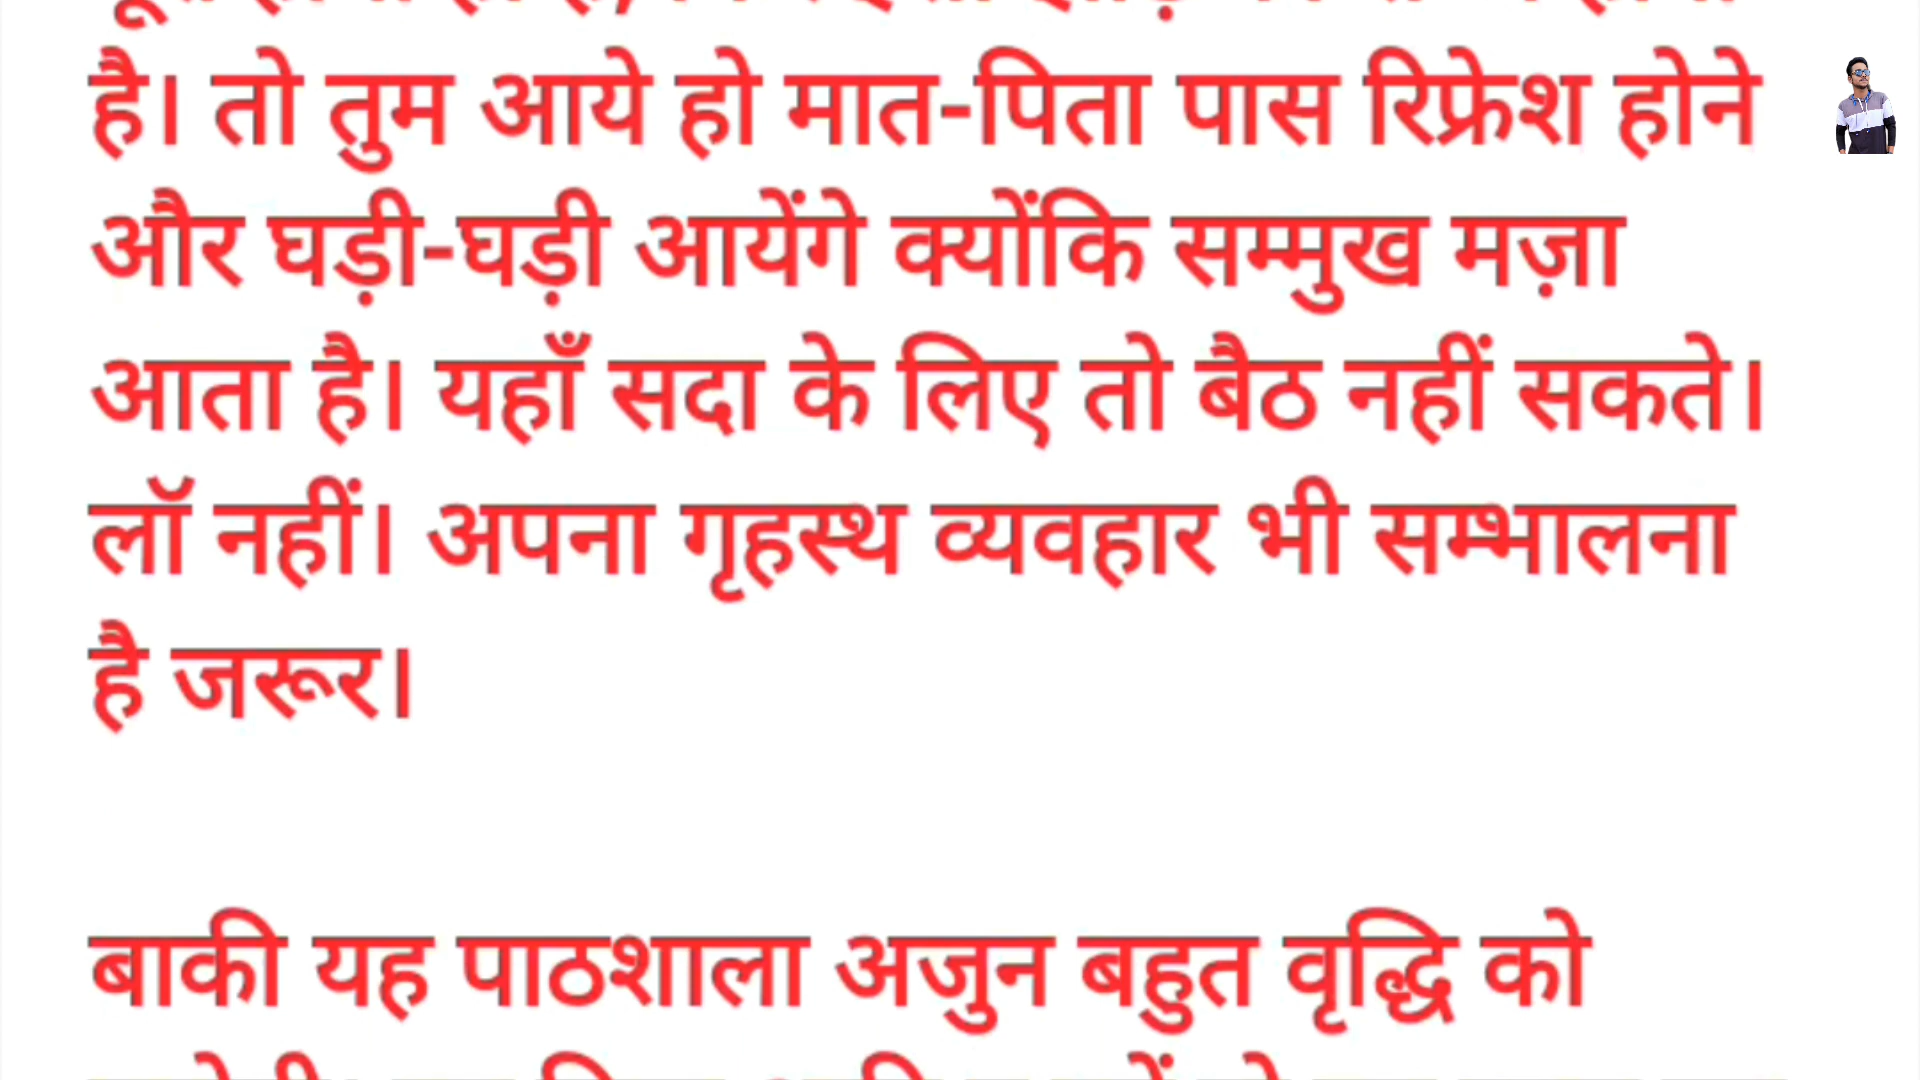 है। तो तुम आये हो मात-पिता पास रिफ्रेश होने
और घड़ी-घड़ी आयेंगे क्योंकि सम्मुख मज़ा
आता है। यहाँ सदा के लिए तो बैठ नहीं सकते।
लॉ नहीं। अपना गृहस्थ व्यवहार भी सम्भालना
है जरूर।
बाकी यह पाठशाला अजुन बहुत वृद्धि को